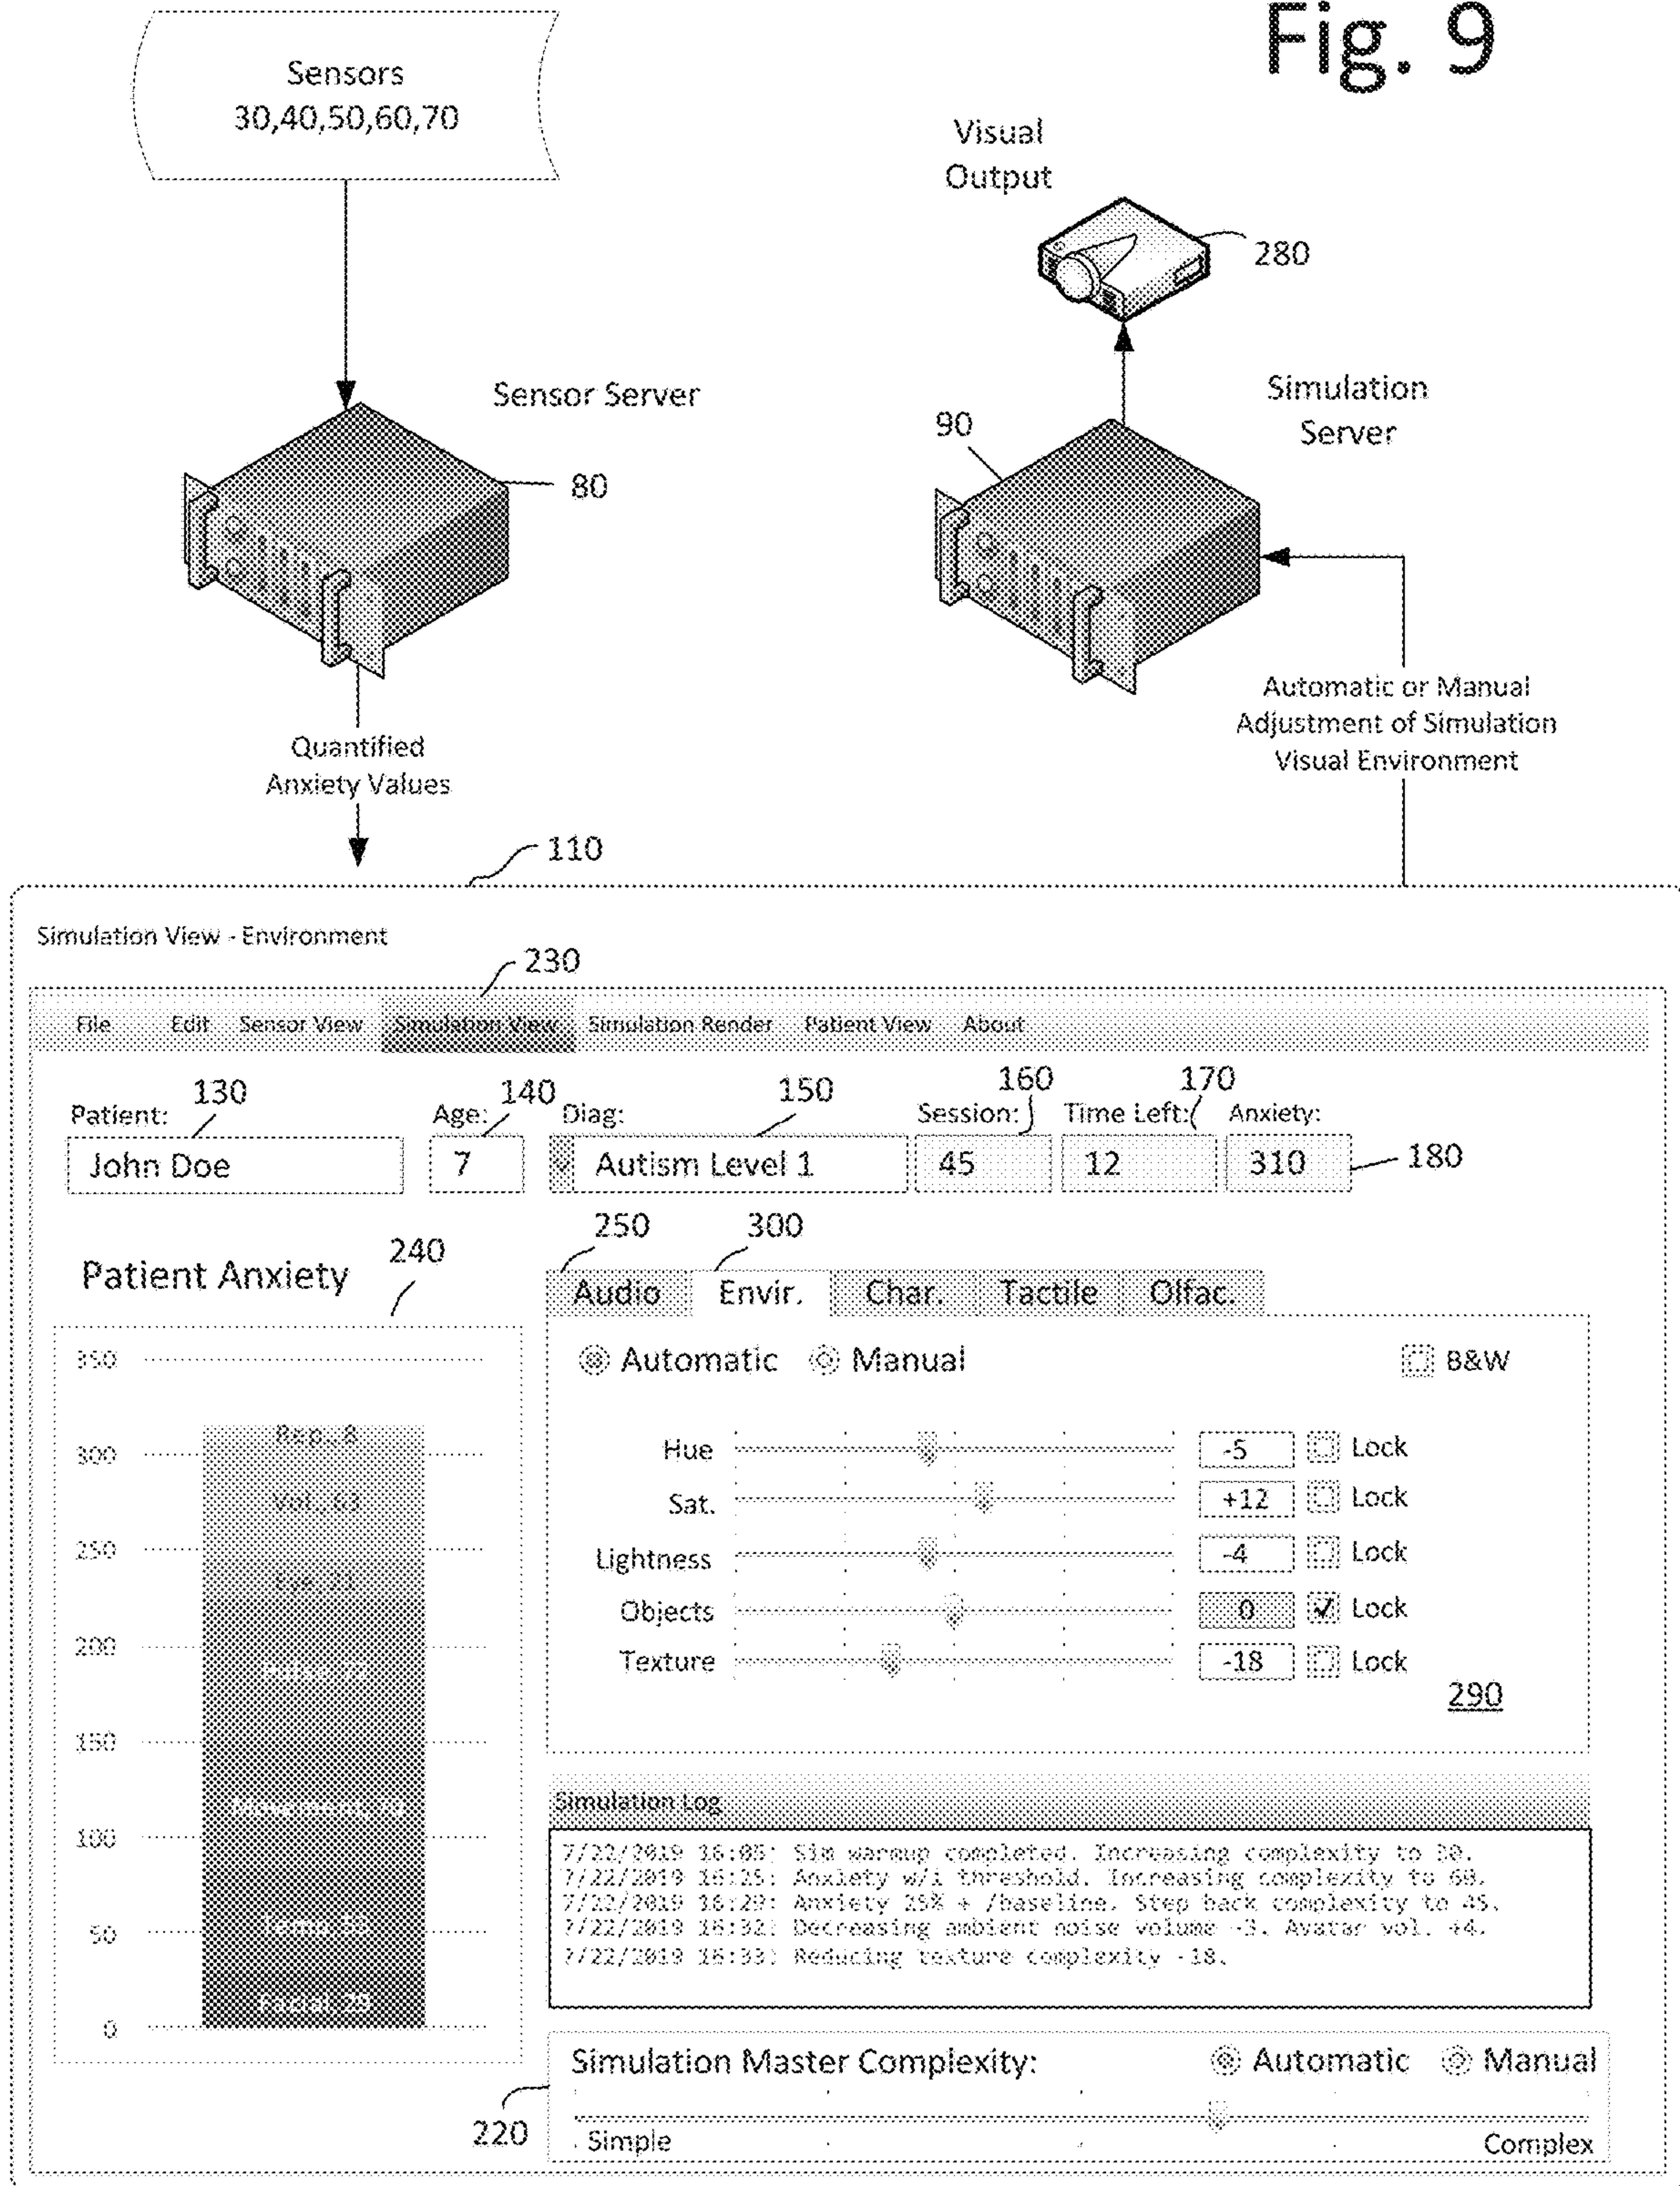 Fig. 9
Sensors
30,40,50,60,70
Visual
Output
280
Sensor Server
80
Simulation
Server
90
Quantified
Anxiety Values
Automatic or Manual
Adjustment of Simulation
Visual Environment
110
Simulation View - Environment
230
File Edit Sensor View Simulation View Simulation Render Patient View About
130 140 150 160 170
Patient: Age: Diag: Session: Time Left: Anxiety:
John Doe 7 Autism Level 1 45 12 310 180
250 300
Patient Anxiety 240
Audio Envir. Char. Tactile Olfac.
Automatic Manual B&W
Hue -5 Lock
Sat. +12 Lock
Lightness -4 Lock
Objects 0 Lock
Texture -18 Lock
290
350
300
250
200
150
100
50
0
Resp., 8
Vol., 63
Facial, 29
Simulation Log
7/22/2019 16:05: Sim warmup completed. Increasing complexity to
7/22/2019 16:25: Anxiety w/i threshold. Increasing complexity to 60.
7/22/2019 16:29: Anxiety 25% + /baseline. Step back complexity to 45.
7/22/2019 16:32: Decreasing ambient noise volume -3. Avatar vol. +4.
7/22/2019 16:33: Reducing texture complexity -18.
Simulation Master Complexity: Automatic Manual
220
Simple Complex